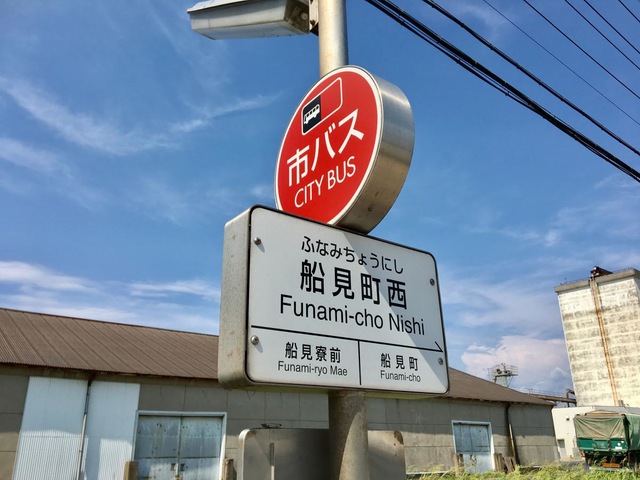 市バス
CITY BUS
ふなみちょうにし
船見町西
Funami-cho Nishi
船見寮前
Funami-ryo Mae
船見町
Funami-cho